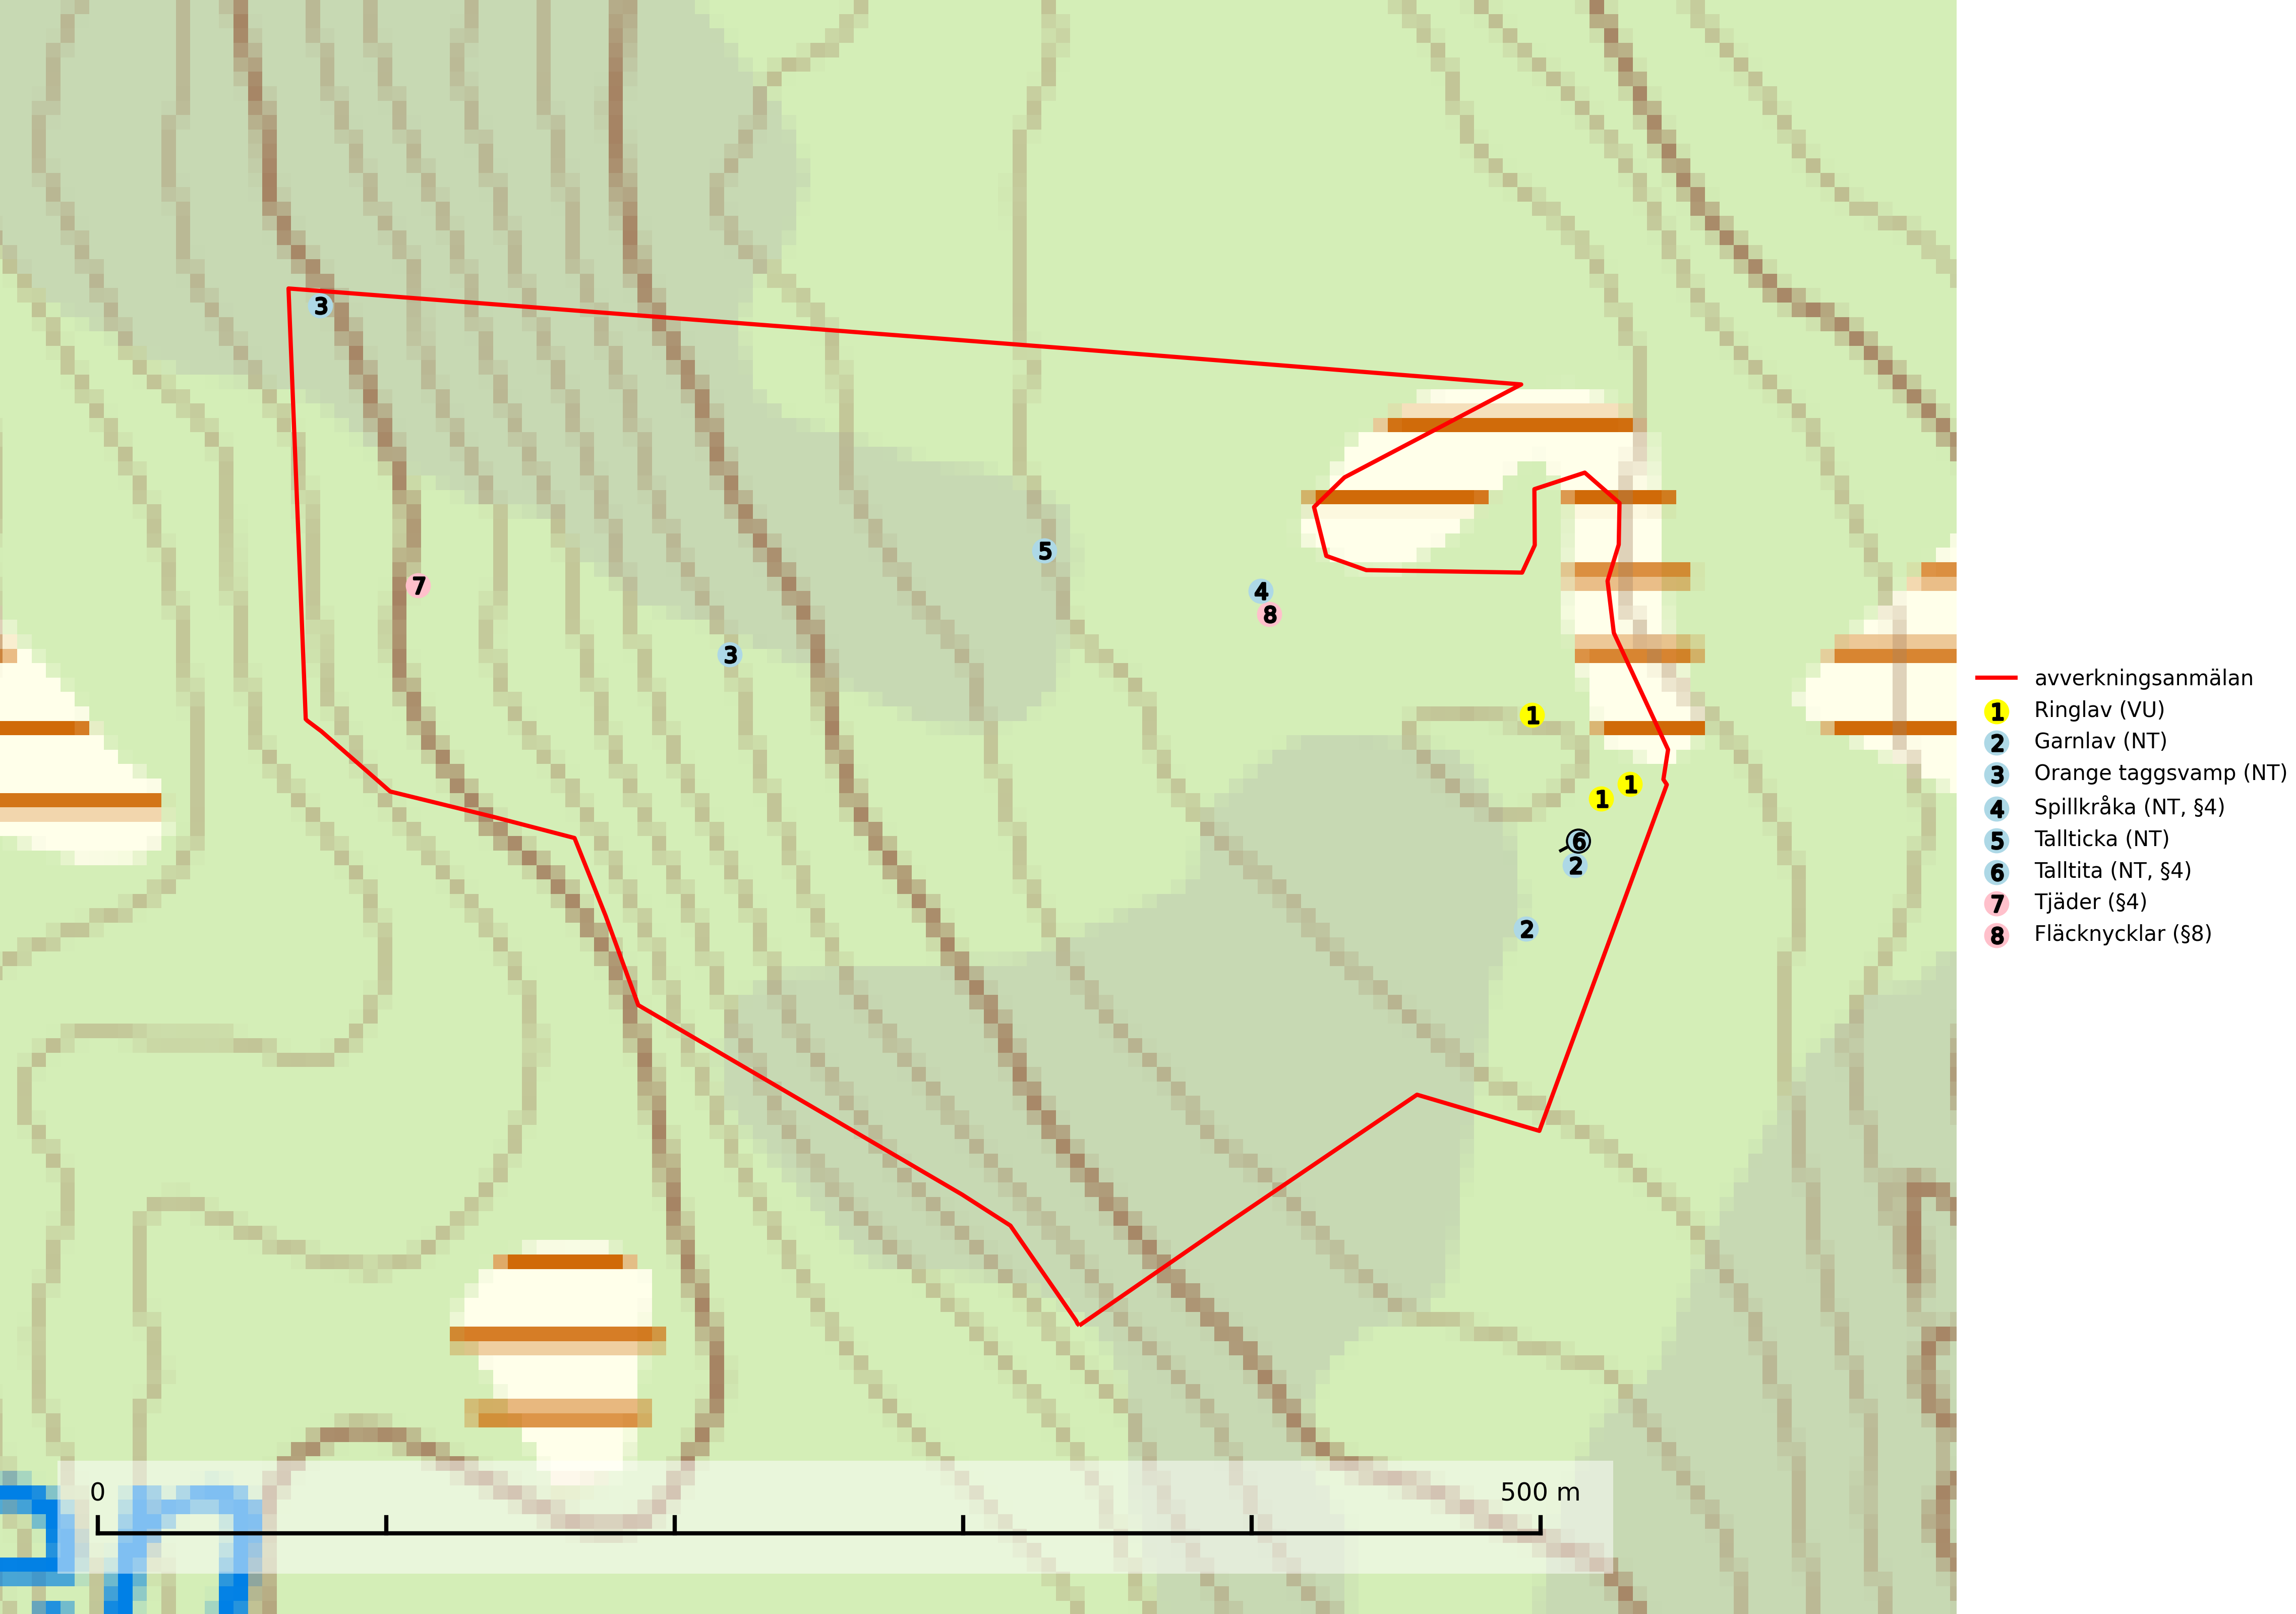 3
5
7
4
8
3
1
1
1
6
2
2
avverkningsanmälan
1 Ringlav (VU)
2 Garnlav (NT)
3 Orange taggsvamp (NT)
4 Spillkråka (NT, §4)
5 Tallticka (NT)
6 Talltita (NT, §4)
7 Tjäder (§4)
8 Fläcknycklar (§8)
0 500 m